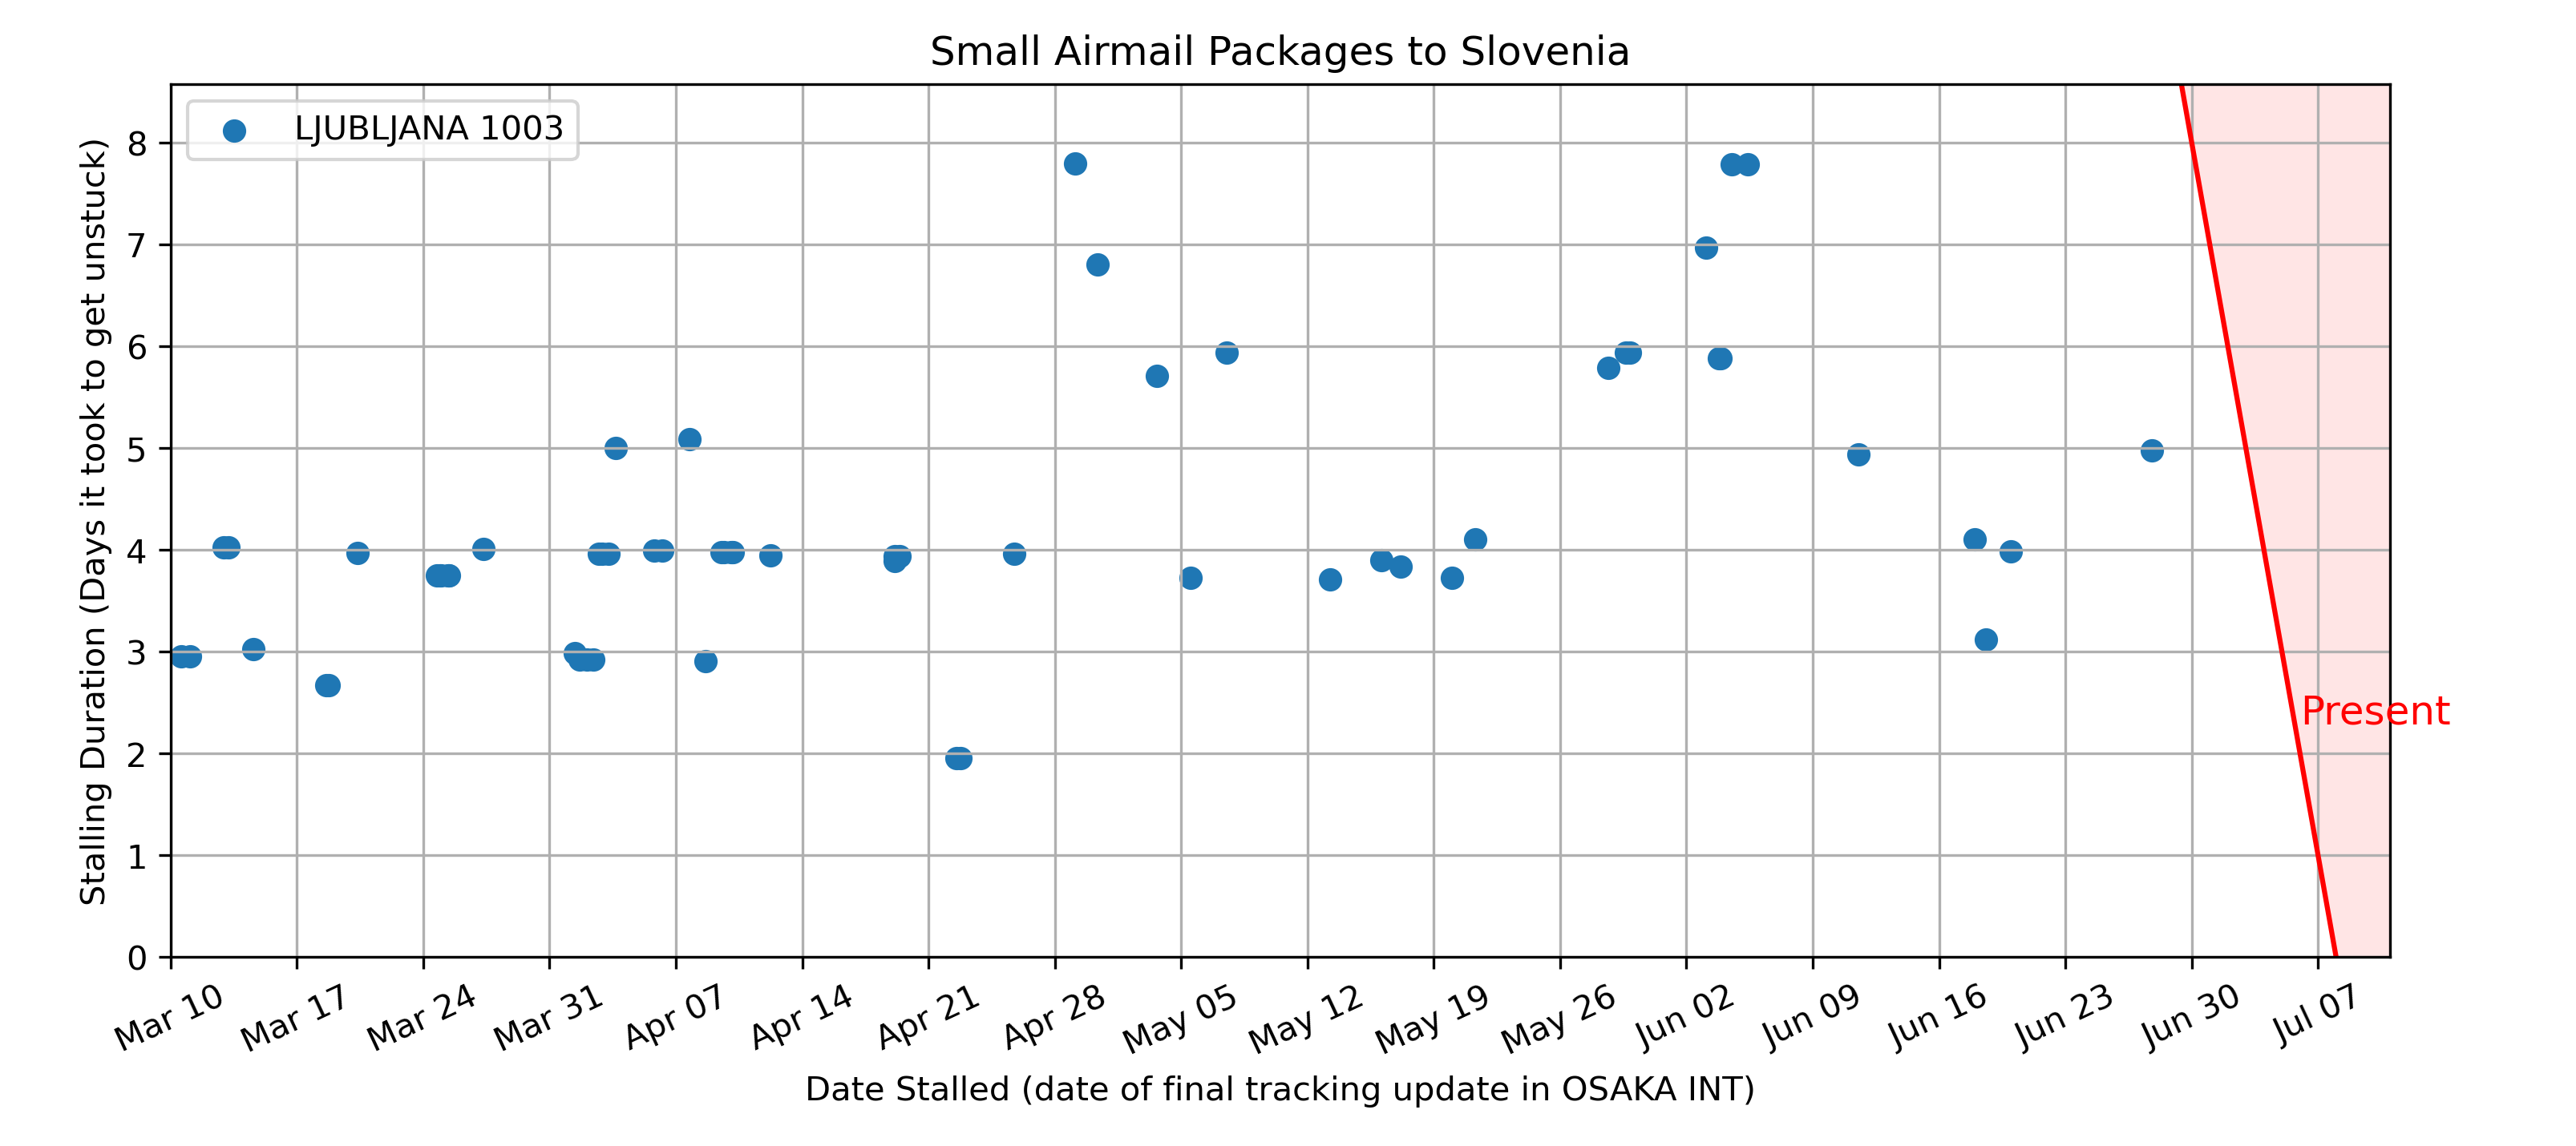 Small Airmail Packages to Slovenia
LJUBLJANA 1003
Stalling Duration (Days it took to get unstuck)
8
7
6
5
4
3
2
1
0
Present
Mar 10 Mar 17 Mar 24 Mar 31 Apr 07 Apr 14 Apr 21 Apr 28 May 05 May 12 May 19 May 26 Jun 02 Jun 09 Jun 16 Jun 23 Jun 30 Jul 07
Date Stalled (date of final tracking update in OSAKA INT)